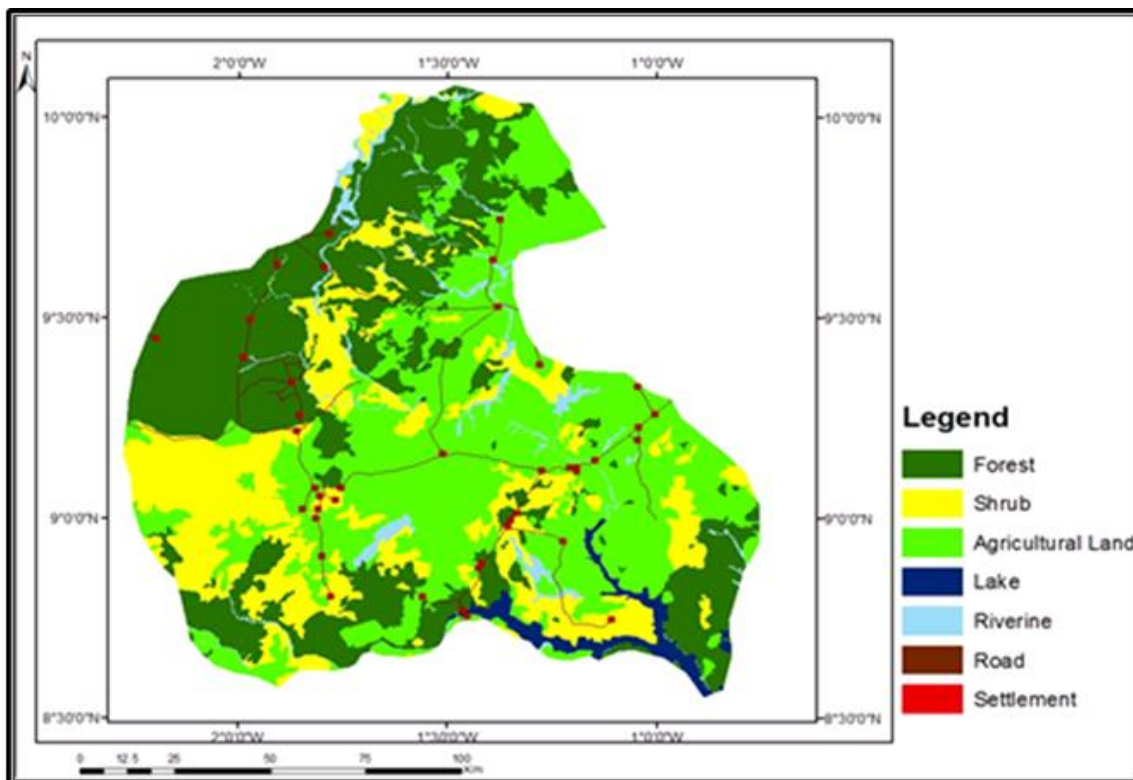 N
2°0'0"W 1°30'0"W 1°0'0"W
10°0'0"N 10°0'0"N
9°30'0"N 9°30'0"N
9°0'0"N 9°0'0"N
8°30'0"N 8°30'0"N
2°0'0"W 1°30'0"W 1°0'0"W
0 12.5 25 50 75 100
Km
Legend
Forest
Shrub
Agricultural Land
Lake
Riverine
Road
Settlement